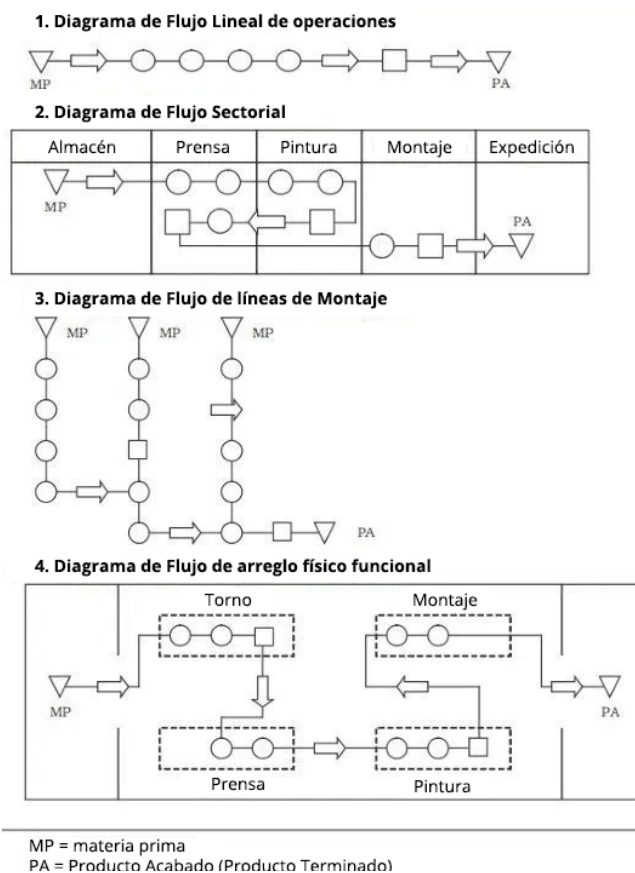 1. Diagrama de Flujo Lineal de operaciones
MP
PA
2. Diagrama de Flujo Sectorial
Almacén Prensa Pintura Montaje Expedición
MP
PA
3. Diagrama de Flujo de líneas de Montaje
MP MP MP
PA
4. Diagrama de Flujo de arreglo físico funcional
Torno Montaje
MP PA
Prensa Pintura
MP = materia prima
PA = Producto Acabado (Producto Terminado)